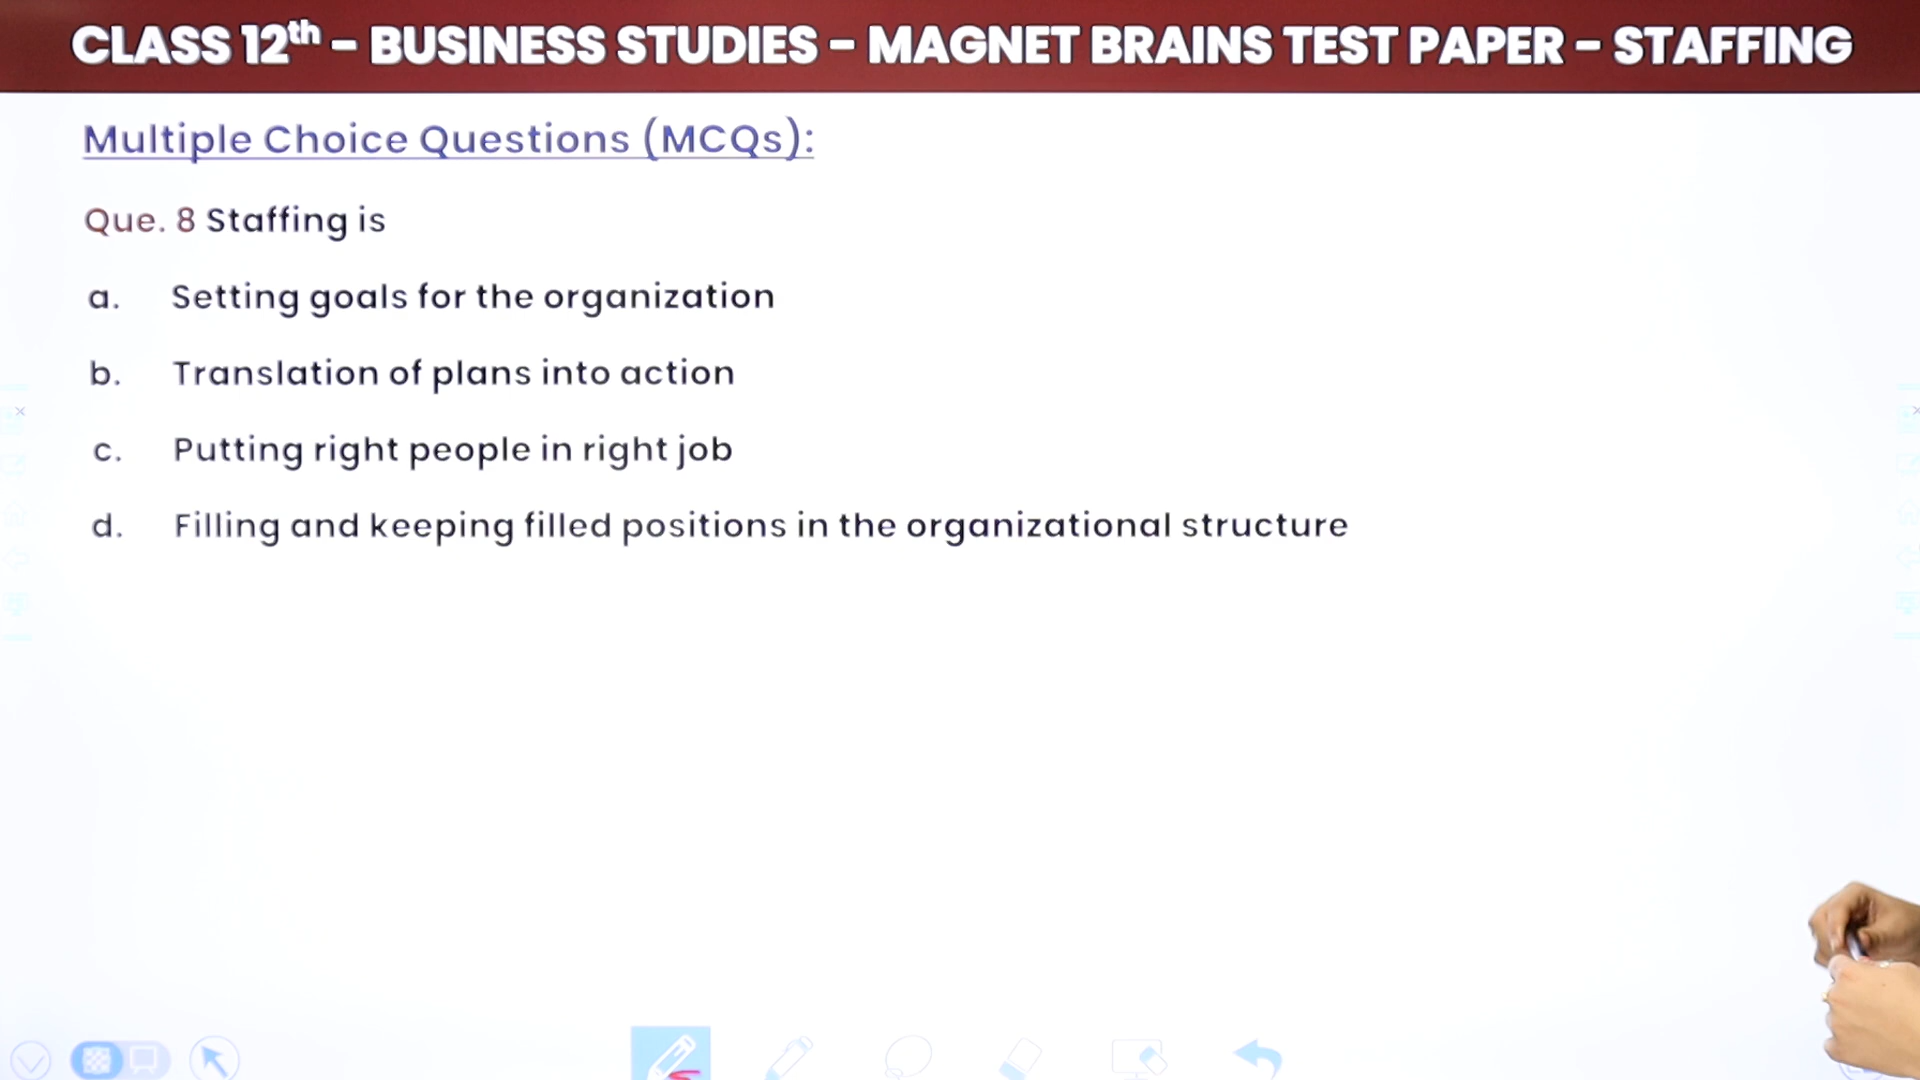 CLASS 12th – BUSINESS STUDIES – MAGNET BRAINS TEST PAPER – STAFFING
Multiple Choice Questions (MCQs):
Que. 8 Staffing is
a. Setting goals for the organization
b. Translation of plans into action
c. Putting right people in right job
d. Filling and keeping filled positions in the organizational structure